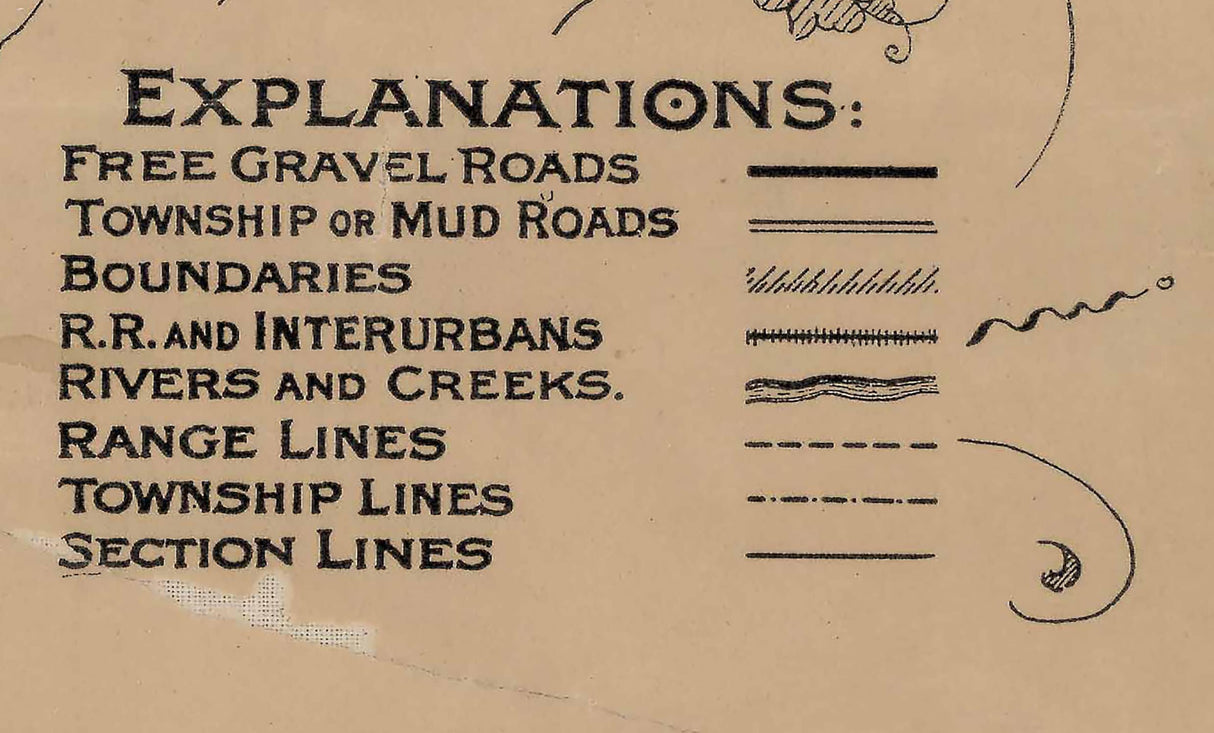 EXPLANATIONS:
FREE GRAVEL ROADS
TOWNSHIP OR MUD ROADS
BOUNDARIES
R.R. AND INTERURBANS
RIVERS AND CREEKS.
RANGE LINES
TOWNSHIP LINES
SECTION LINES